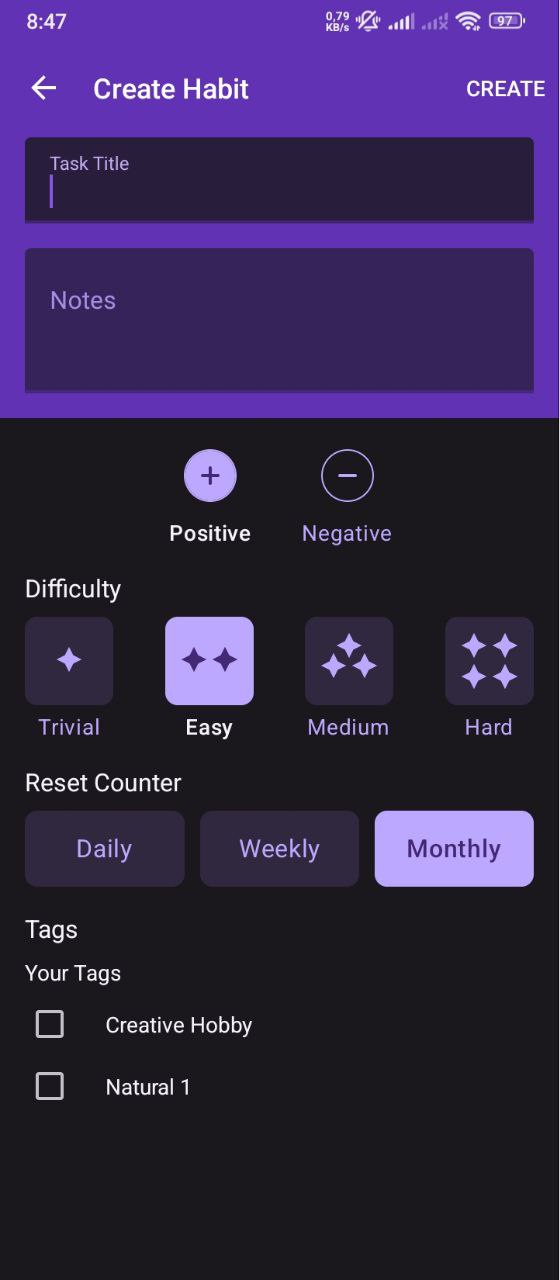 8:47
0,79
KB/s
97
Create Habit
CREATE
Task Title
Notes
Positive
Negative
Difficulty
Trivial
Easy
Medium
Hard
Reset Counter
Daily
Weekly
Monthly
Tags
Your Tags
Creative Hobby
Natural 1